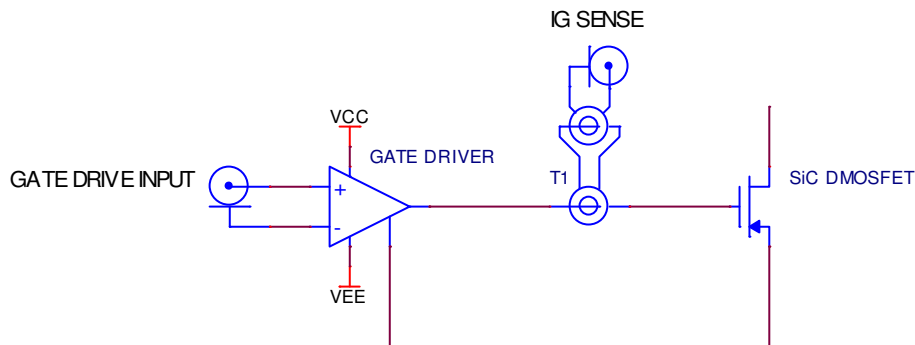 IG SENSE
VCC
GATE DRIVER
GATE DRIVE INPUT
T1
SiC DMOSFET
+
-
VEE